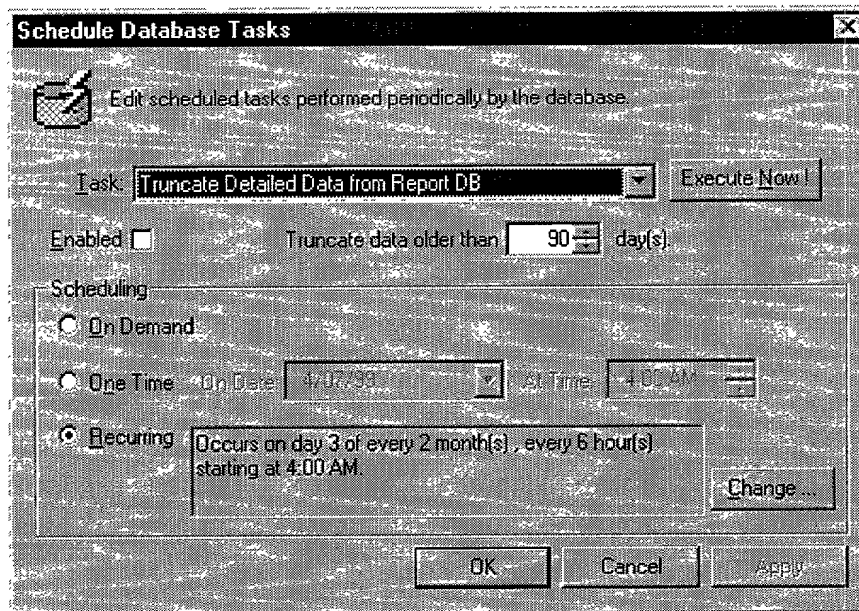 Schedule Database Tasks
Edit scheduled tasks performed periodically by the database.
Task: Truncate Detailed Data from Report DB Execute Now !
Enabled Truncate data older than 90 day(s).
Scheduling
On Demand
One Time On Date 4/07/99 At Time 4:00 AM
Recurring Occurs on day 3 of every 2 month(s) , every 6 hour(s)
starting at 4:00 AM.
Change ...
OK Cancel Apply